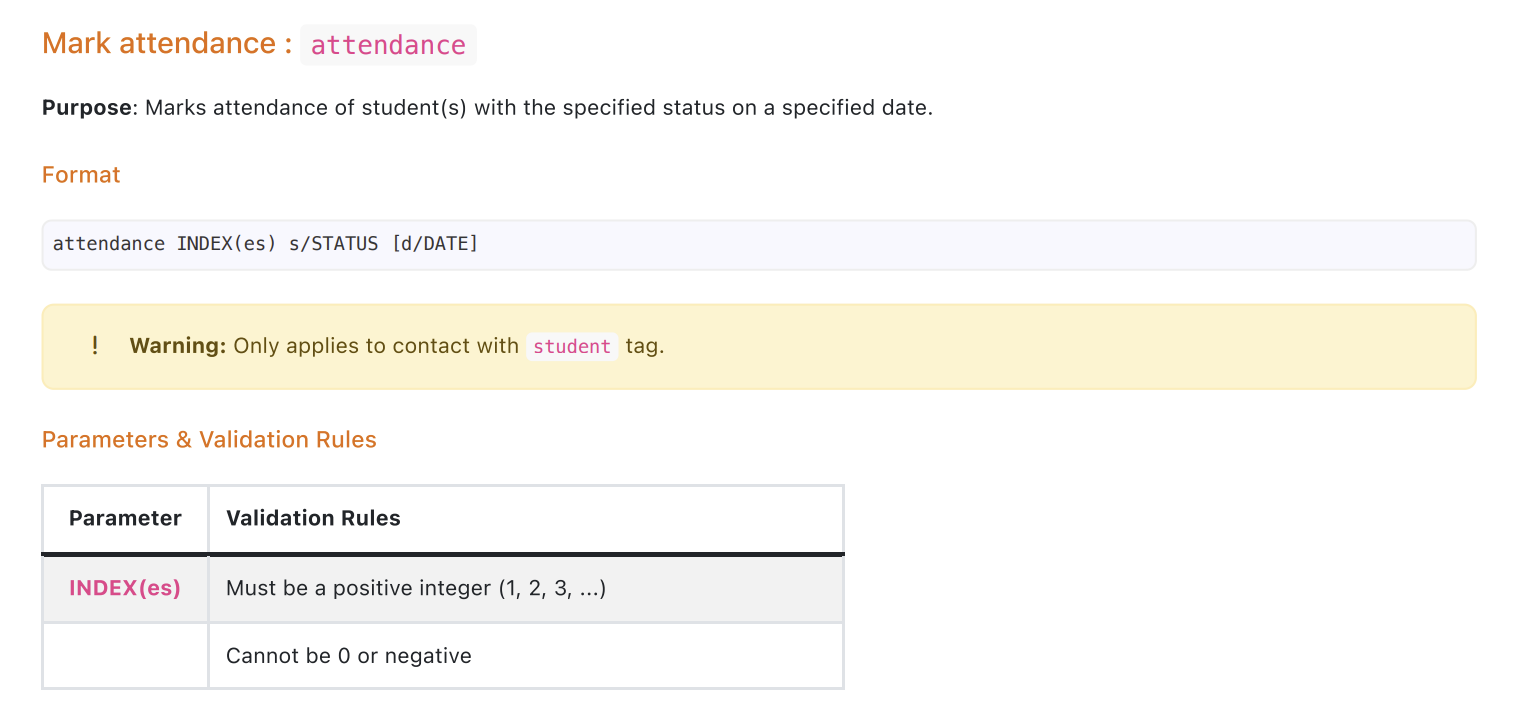 Mark attendance : attendance
Purpose: Marks attendance of student(s) with the specified status on a specified date.
Format
attendance INDEX(es) s/STATUS [d/DATE]
! Warning: Only applies to contact with student tag.
Parameters & Validation Rules
Parameter Validation Rules
INDEX(es) Must be a positive integer (1, 2, 3, ...)
Cannot be 0 or negative